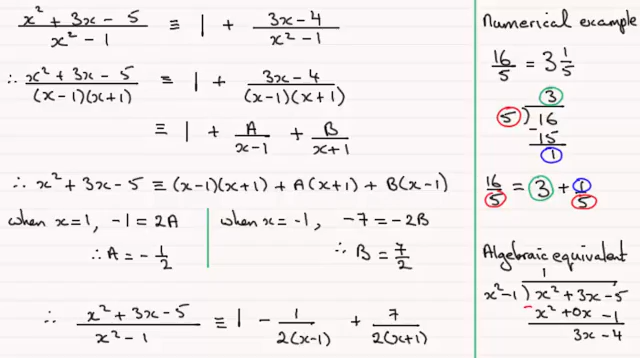 x² + 3x - 5 / x² - 1 ≡ 1 + 3x - 4 / x² - 1
∴ x² + 3x - 5 / (x-1)(x+1) ≡ 1 + 3x - 4 / (x-1)(x+1)
≡ 1 + A / x-1 + B / x+1
∴ x² + 3x - 5 ≡ (x-1)(x+1) + A(x+1) + B(x-1)
when x=1, -1 = 2A
∴ A = - 1/2
when x = -1, -7 = -2B
∴ B = 7/2
∴ x² + 3x - 5 / x² - 1 ≡ 1 - 1 / 2(x-1) + 7 / 2(x+1)
Numerical example
16/5 = 3 1/5
3
5 ) 16
- 15
1
16/5 = 3 + 1/5
Algebraic equivalent
1
x² - 1 ) x² + 3x - 5
- x² + 0x - 1
3x - 4